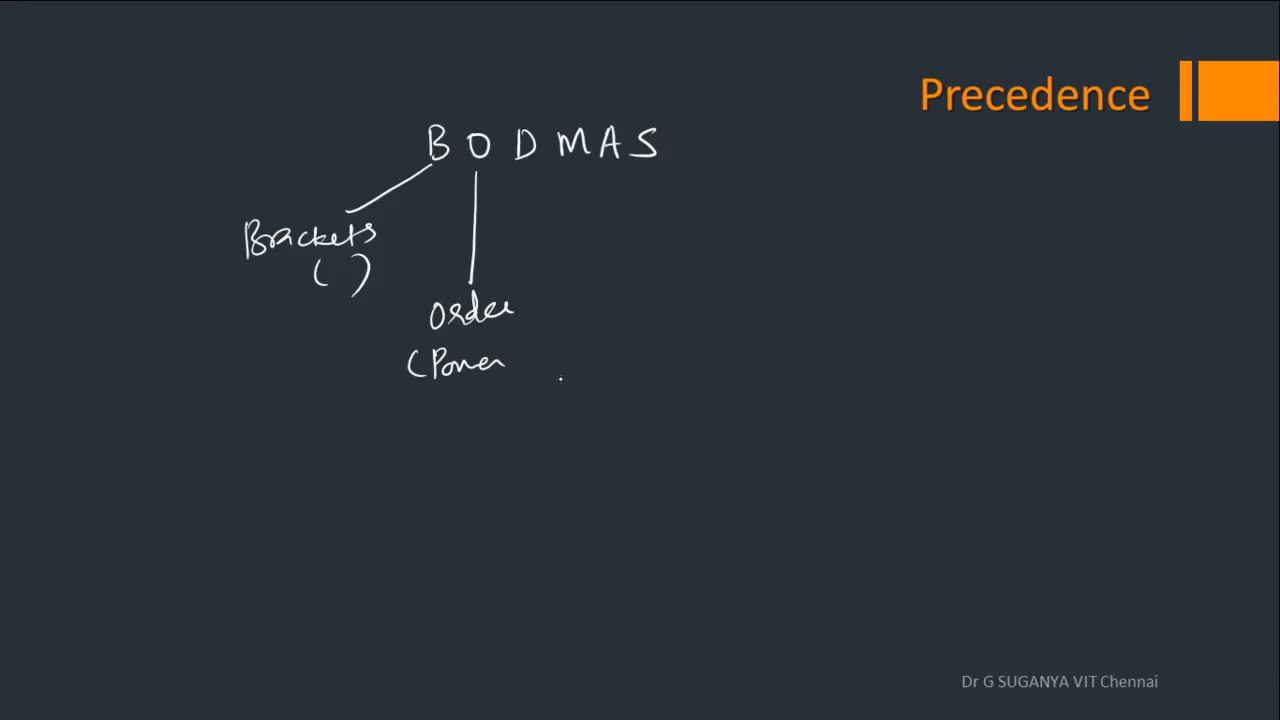 Precedence
B O D M A S
Brackets
( )
Order
(Power
Dr G SUGANYA VIT Chennai